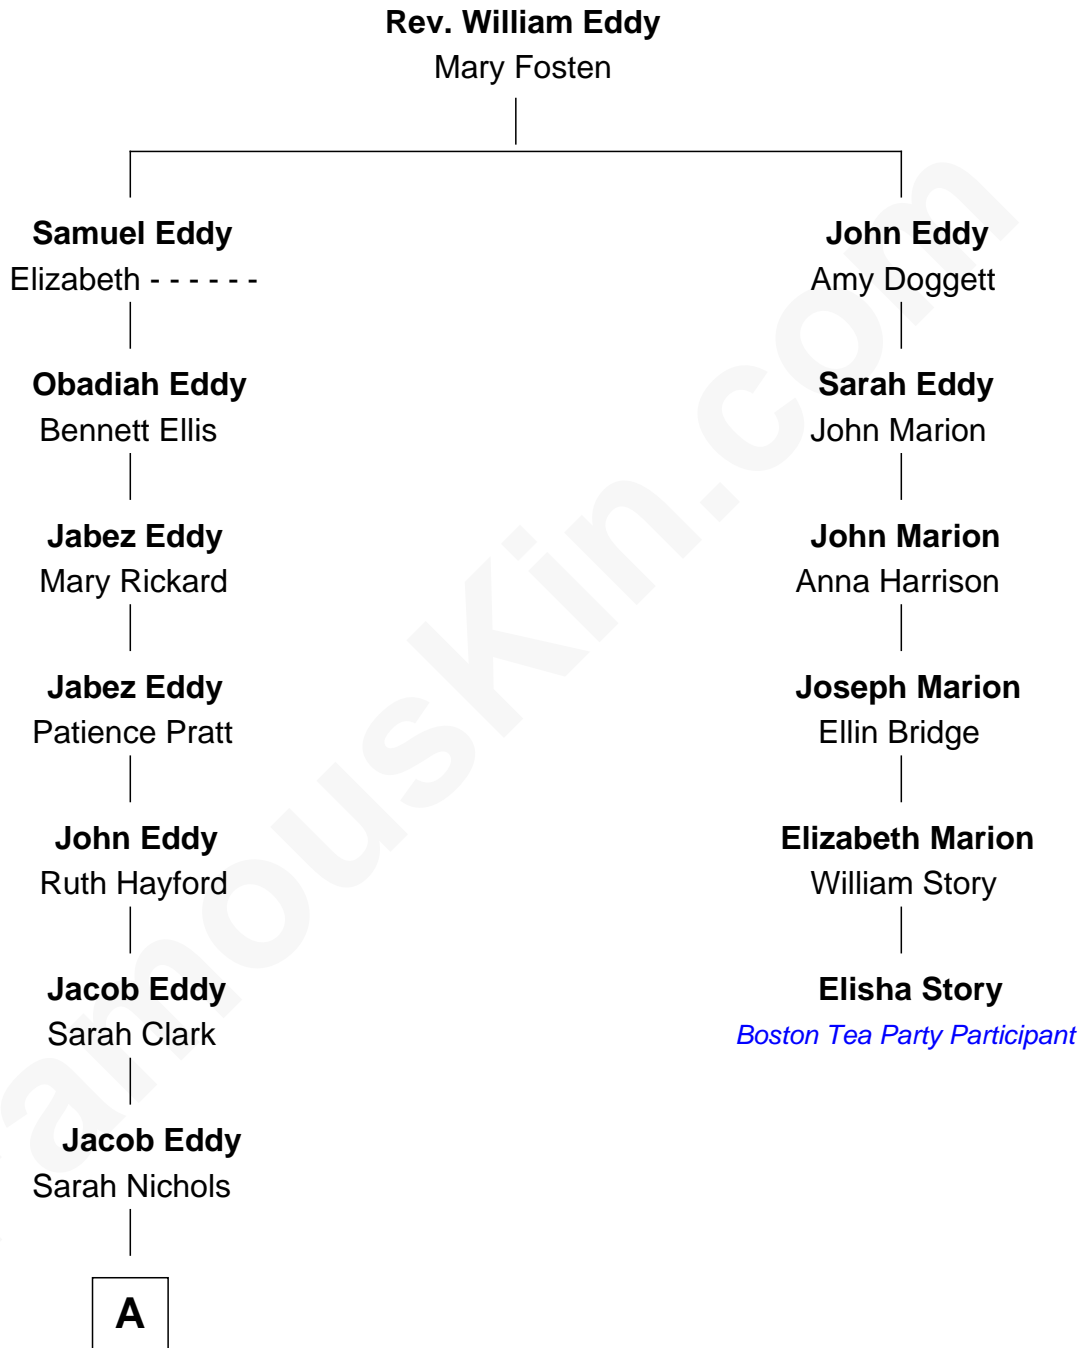 Rev. William Eddy
Mary Fosten
Samuel Eddy
Elizabeth - - - - - -
Obadiah Eddy
Bennett Ellis
Jabez Eddy
Mary Rickard
Jabez Eddy
Patience Pratt
John Eddy
Ruth Hayford
Jacob Eddy
Sarah Clark
Jacob Eddy
Sarah Nichols
A
John Eddy
Amy Doggett
Sarah Eddy
John Marion
John Marion
Anna Harrison
Joseph Marion
Ellin Bridge
Elizabeth Marion
William Story
Elisha Story
Boston Tea Party Participant
amouskin.com